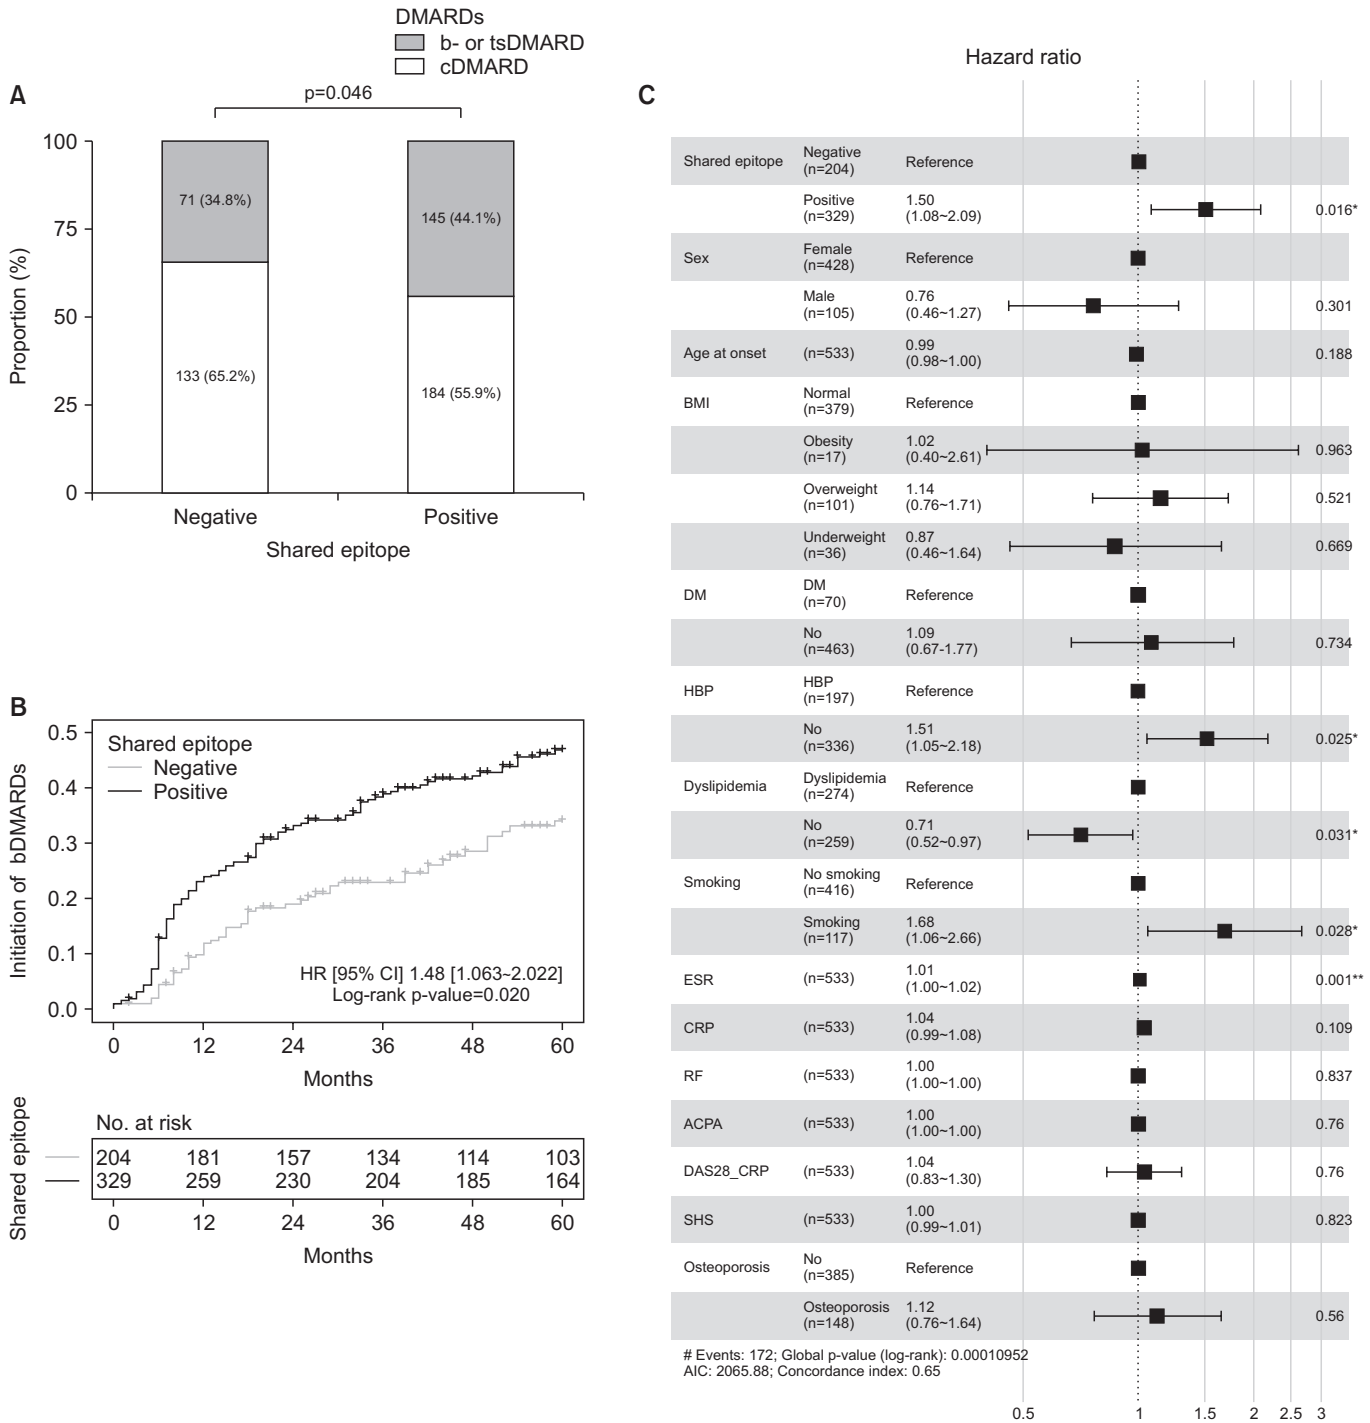 DMARDs
b- or tsDMARD
cDMARD
A
p=0.046
100
75
50
25
0
Proportion (%)
71 (34.8%)
145 (44.1%)
133 (65.2%)
184 (55.9%)
Negative
Positive
Shared epitope
B
0.5
0.4
0.3
0.2
0.1
0.0
Initiation of bDMARDs
Shared epitope
Negative
Positive
HR [95% CI] 1.48 [1.063~2.022]
Log-rank p-value=0.020
0 12 24 36 48 60
Months
Shared epitope
No. at risk
204 181 157 134 114 103
329 259 230 204 185 164
0 12 24 36 48 60
Months
C
Hazard ratio
Shared epitope
Negative
(n=204)
Reference
Positive
(n=329)
1.50
(1.08~2.09)
0.016*
Sex
Female
(n=428)
Reference
Male
(n=105)
0.76
(0.46~1.27)
0.301
Age at onset
(n=533)
0.99
(0.98~1.00)
0.188
BMI
Normal
(n=379)
Reference
Obesity
(n=17)
1.02
(0.40~2.61)
0.963
Overweight
(n=101)
1.14
(0.76~1.71)
0.521
Underweight
(n=36)
0.87
(0.46~1.64)
0.669
DM
DM
(n=70)
Reference
No
(n=463)
1.09
(0.67-1.77)
0.734
HBP
HBP
(n=197)
Reference
No
(n=336)
1.51
(1.05~2.18)
0.025*
Dyslipidemia
Dyslipidemia
(n=274)
Reference
No
(n=259)
0.71
(0.52~0.97)
0.031*
Smoking
No smoking
(n=416)
Reference
Smoking
(n=117)
1.68
(1.06~2.66)
0.028*
ESR
(n=533)
1.01
(1.00~1.02)
0.001**
CRP
(n=533)
1.04
(0.99~1.08)
0.109
RF
(n=533)
1.00
(1.00~1.00)
0.837
ACPA
(n=533)
1.00
(1.00~1.00)
0.76
DAS28_CRP
(n=533)
1.04
(0.83~1.30)
0.76
SHS
(n=533)
1.00
(0.99~1.01)
0.823
Osteoporosis
No
(n=385)
Reference
Osteoporosis
(n=148)
1.12
(0.76~1.64)
0.56
# Events: 172; Global p-value (log-rank): 0.00010952
AIC: 2065.88; Concordance index: 0.65
0.5 1 1.5 2 2.5 3